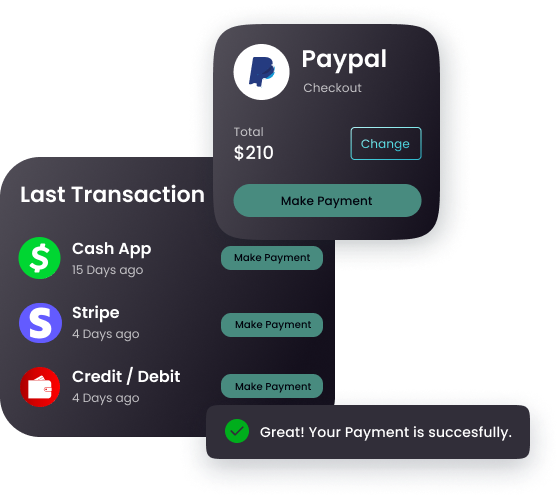 Paypal
Checkout
Total
$210
Change
Make Payment
Last Transaction
Cash App
15 Days ago
Make Payment
Stripe
4 Days ago
Make Payment
Credit / Debit
4 Days ago
Make Payment
Great! Your Payment is succesfully.